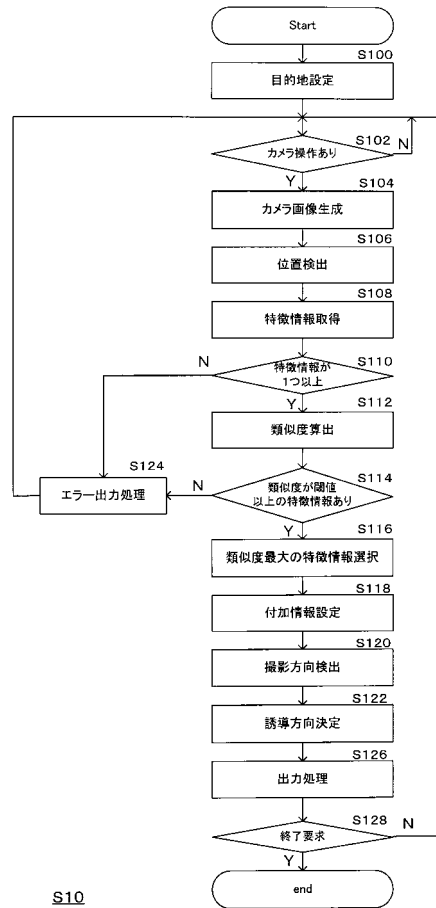 Start
S100
目的地設定
S102
カメラ操作あり
N
Y
S104
カメラ画像生成
S106
位置検出
S108
特徴情報取得
N
S110
特徴情報が
1つ以上
Y
S112
類似度算出
S124
エラー出力処理
N
S114
類似度が閾値
以上の特徴情報あり
Y
S116
類似度最大の特徴情報選択
S118
付加情報設定
S120
撮影方向検出
S122
誘導方向決定
S126
出力処理
S128
終了要求
N
Y
end
S10